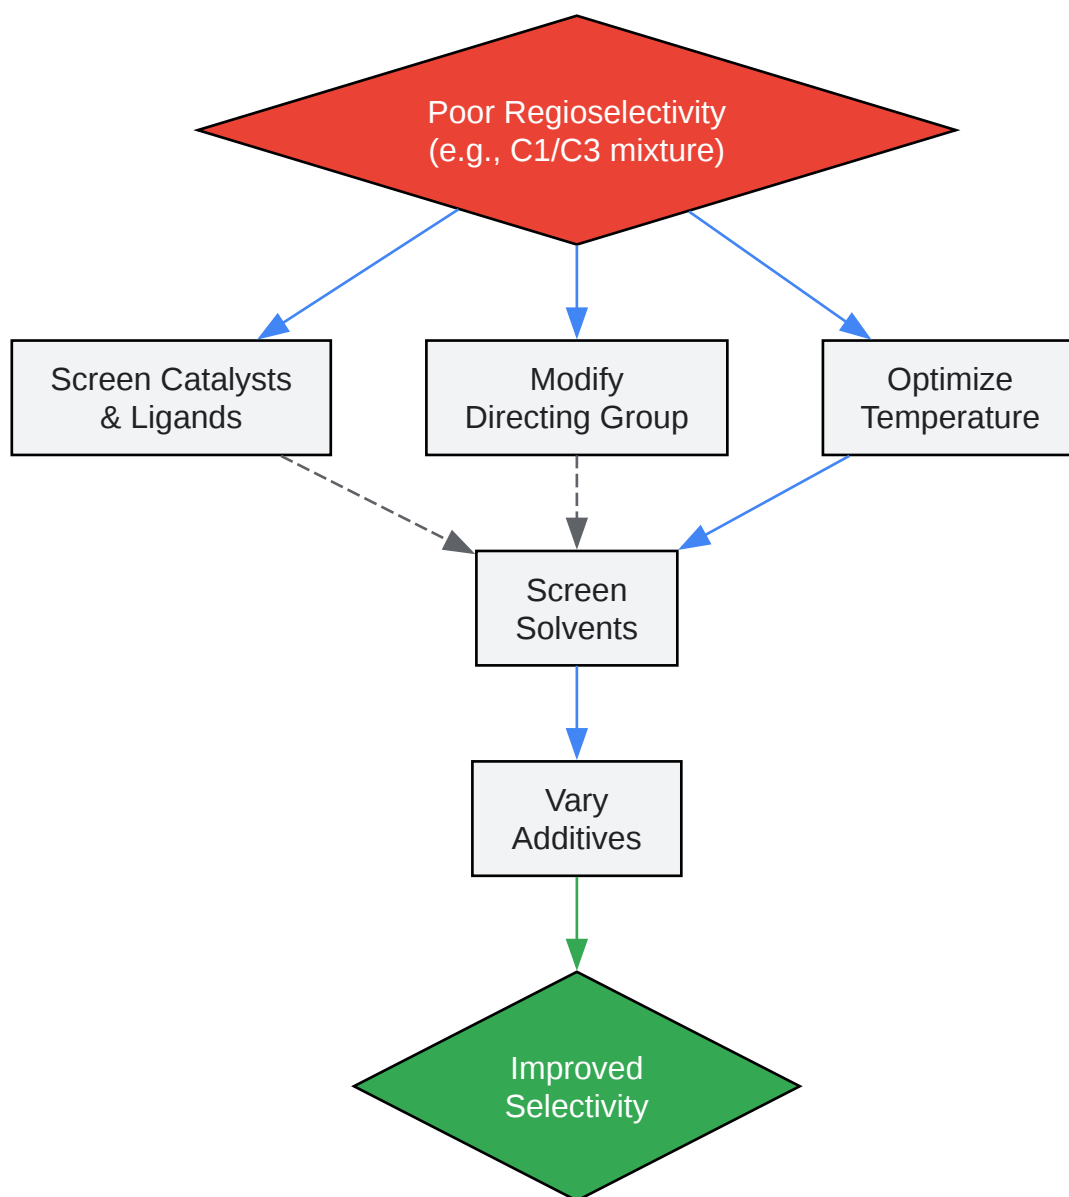 Poor Regioselectivity
(e.g., C1/C3 mixture)
Screen Catalysts
& Ligands
Modify
Directing Group
Optimize
Temperature
Screen
Solvents
Vary
Additives
Improved
Selectivity